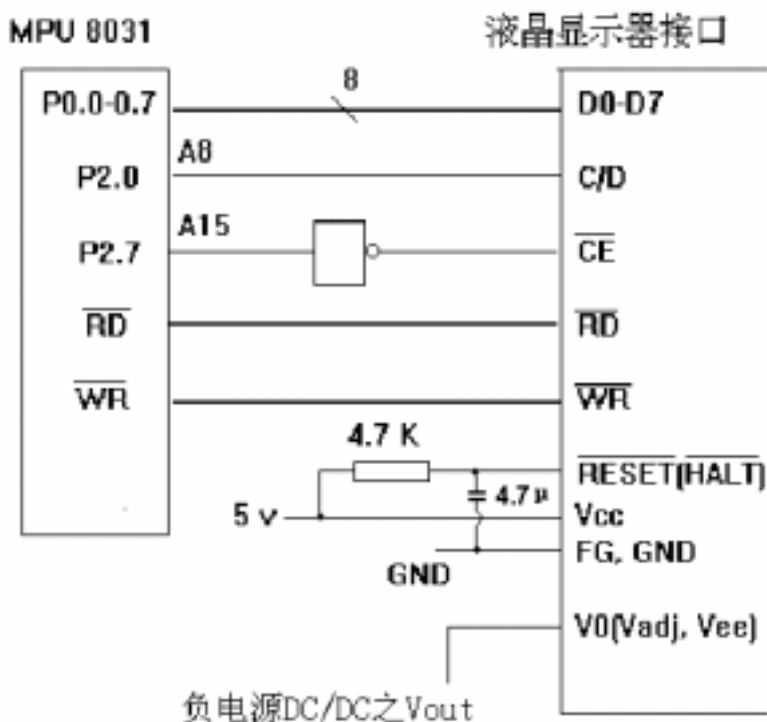 MPU 8031
液晶显示器接口
P0.0-0.7
8
D0-D7
P2.0
A8
C/D
P2.7
A15
CE
RD
RD
WR
WR
4.7 K
RESET(HALT)
4.7 μ
5 v
Vcc
GND
FG, GND
V0(Vadj, Vee)
负电源DC/DC之Vout